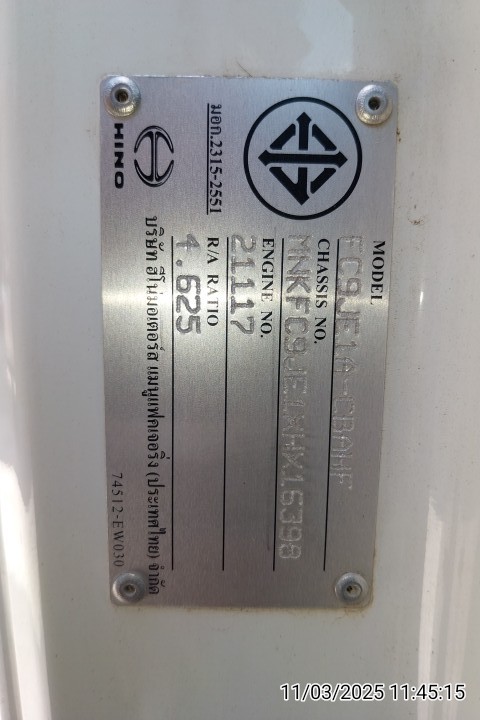 มอก.2315-2551
HINO
MODEL
FC9JE1A-CBAHF
CHASSIS NO.
MNKFC9JE1XHX16398
ENGINE NO.
21117
R/A RATIO
4.625
บริษัท ฮีโน่มอเตอร์ส แมนูแฟคเจอริ่ง (ประเทศไทย) จำกัด
74512-EW030
11/03/2025 11:45:15